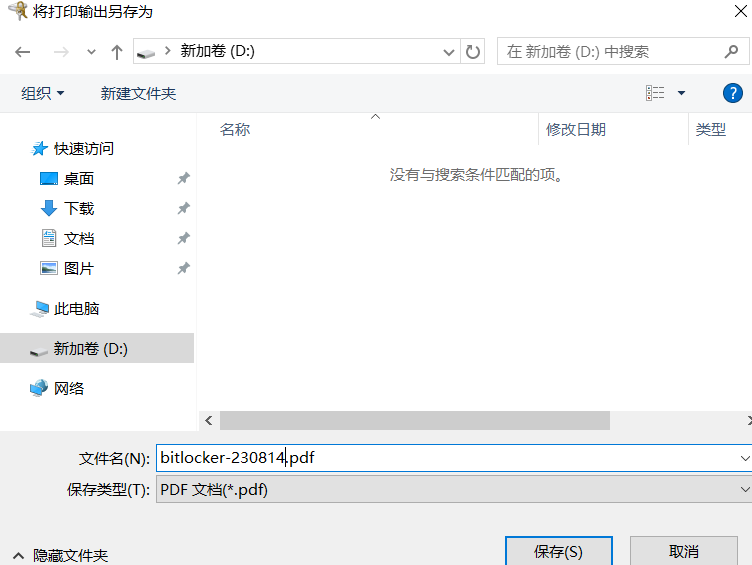 将打印输出另存为
新加卷 (D:)
在 新加卷 (D:) 中搜索
组织 新建文件夹
名称 修改日期 类型
没有与搜索条件匹配的项。
快速访问
桌面
下载
文档
图片
此电脑
新加卷 (D:)
网络
文件名(N): bitlocker-230814.pdf
保存类型(T): PDF 文档(*.pdf)
隐藏文件夹 保存(S) 取消